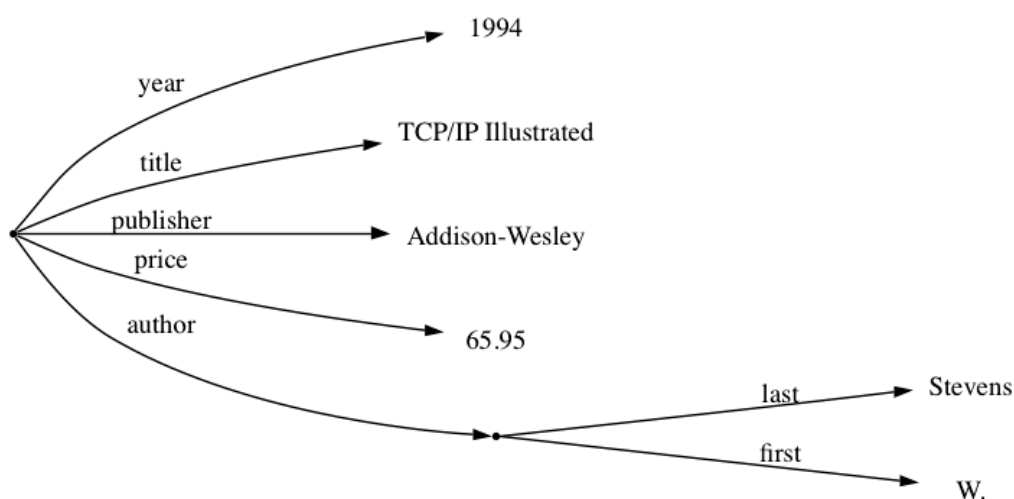 1994
year
TCP/IP Illustrated
title
publisher
Addison-Wesley
price
author
65.95
last
Stevens
first
W.